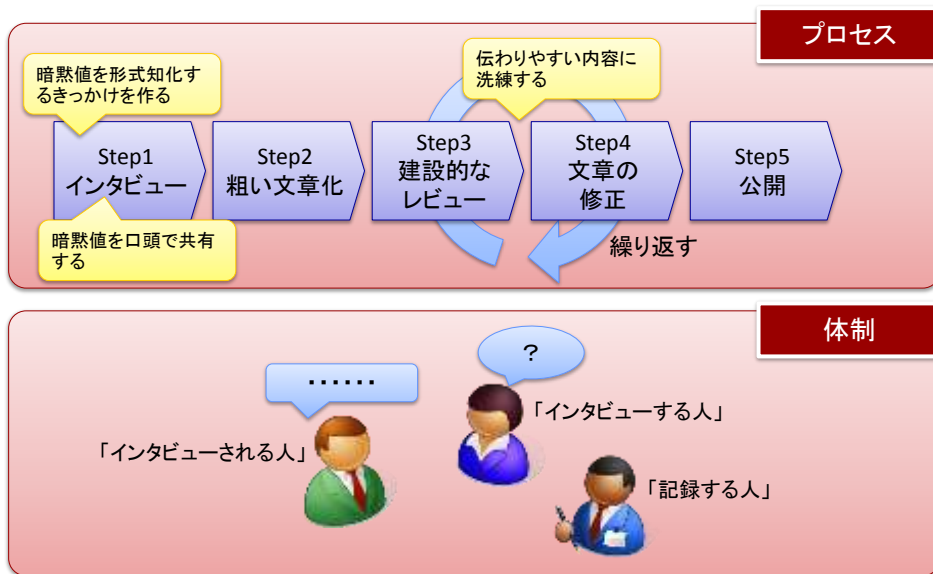 プロセス
暗黙値を形式知化す
るきっかけを作る
伝わりやすい内容に
洗練する
Step1
インタビュー
Step2
粗い文章化
Step3
建設的な
レビュー
Step4
文章の
修正
Step5
公開
暗黙値を口頭で共有
する
繰り返す
体制
・・・・・・
?
「インタビューする人」
「インタビューされる人」
「記録する人」